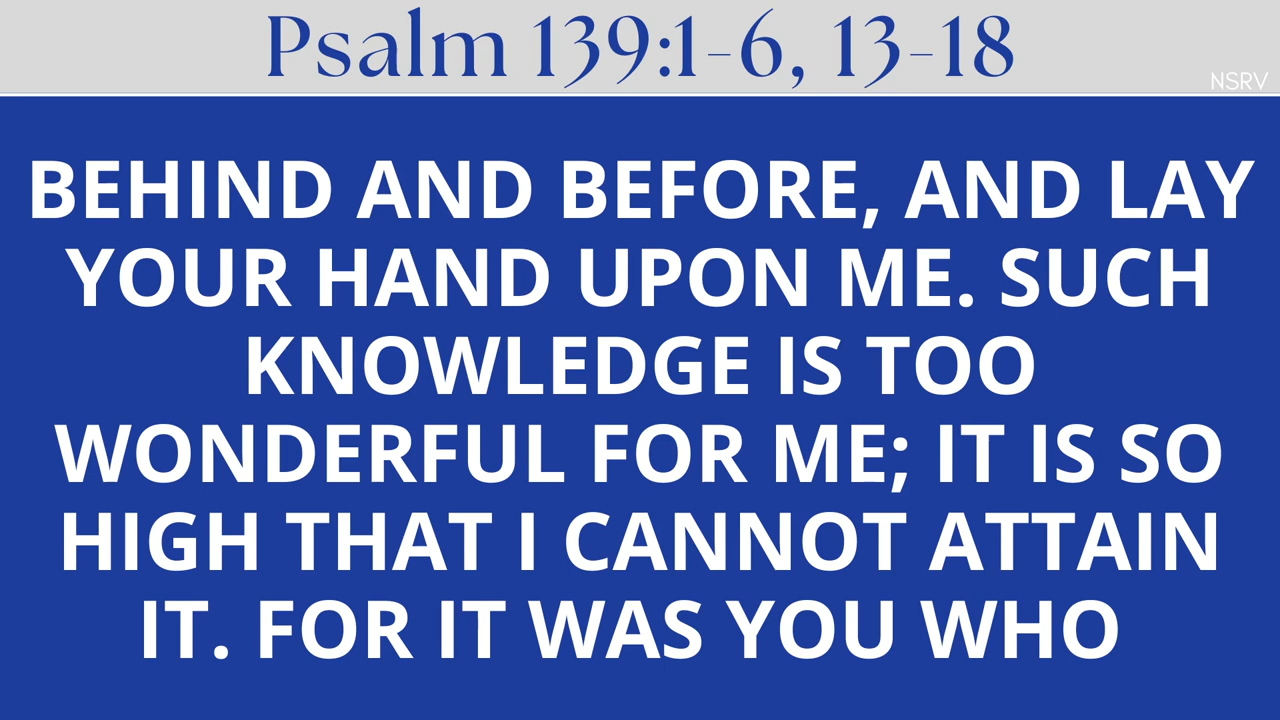 Psalm 139:1-6, 13-18
NSRV
BEHIND AND BEFORE, AND LAY
YOUR HAND UPON ME. SUCH
KNOWLEDGE IS TOO
WONDERFUL FOR ME; IT IS SO
HIGH THAT I CANNOT ATTAIN
IT. FOR IT WAS YOU WHO